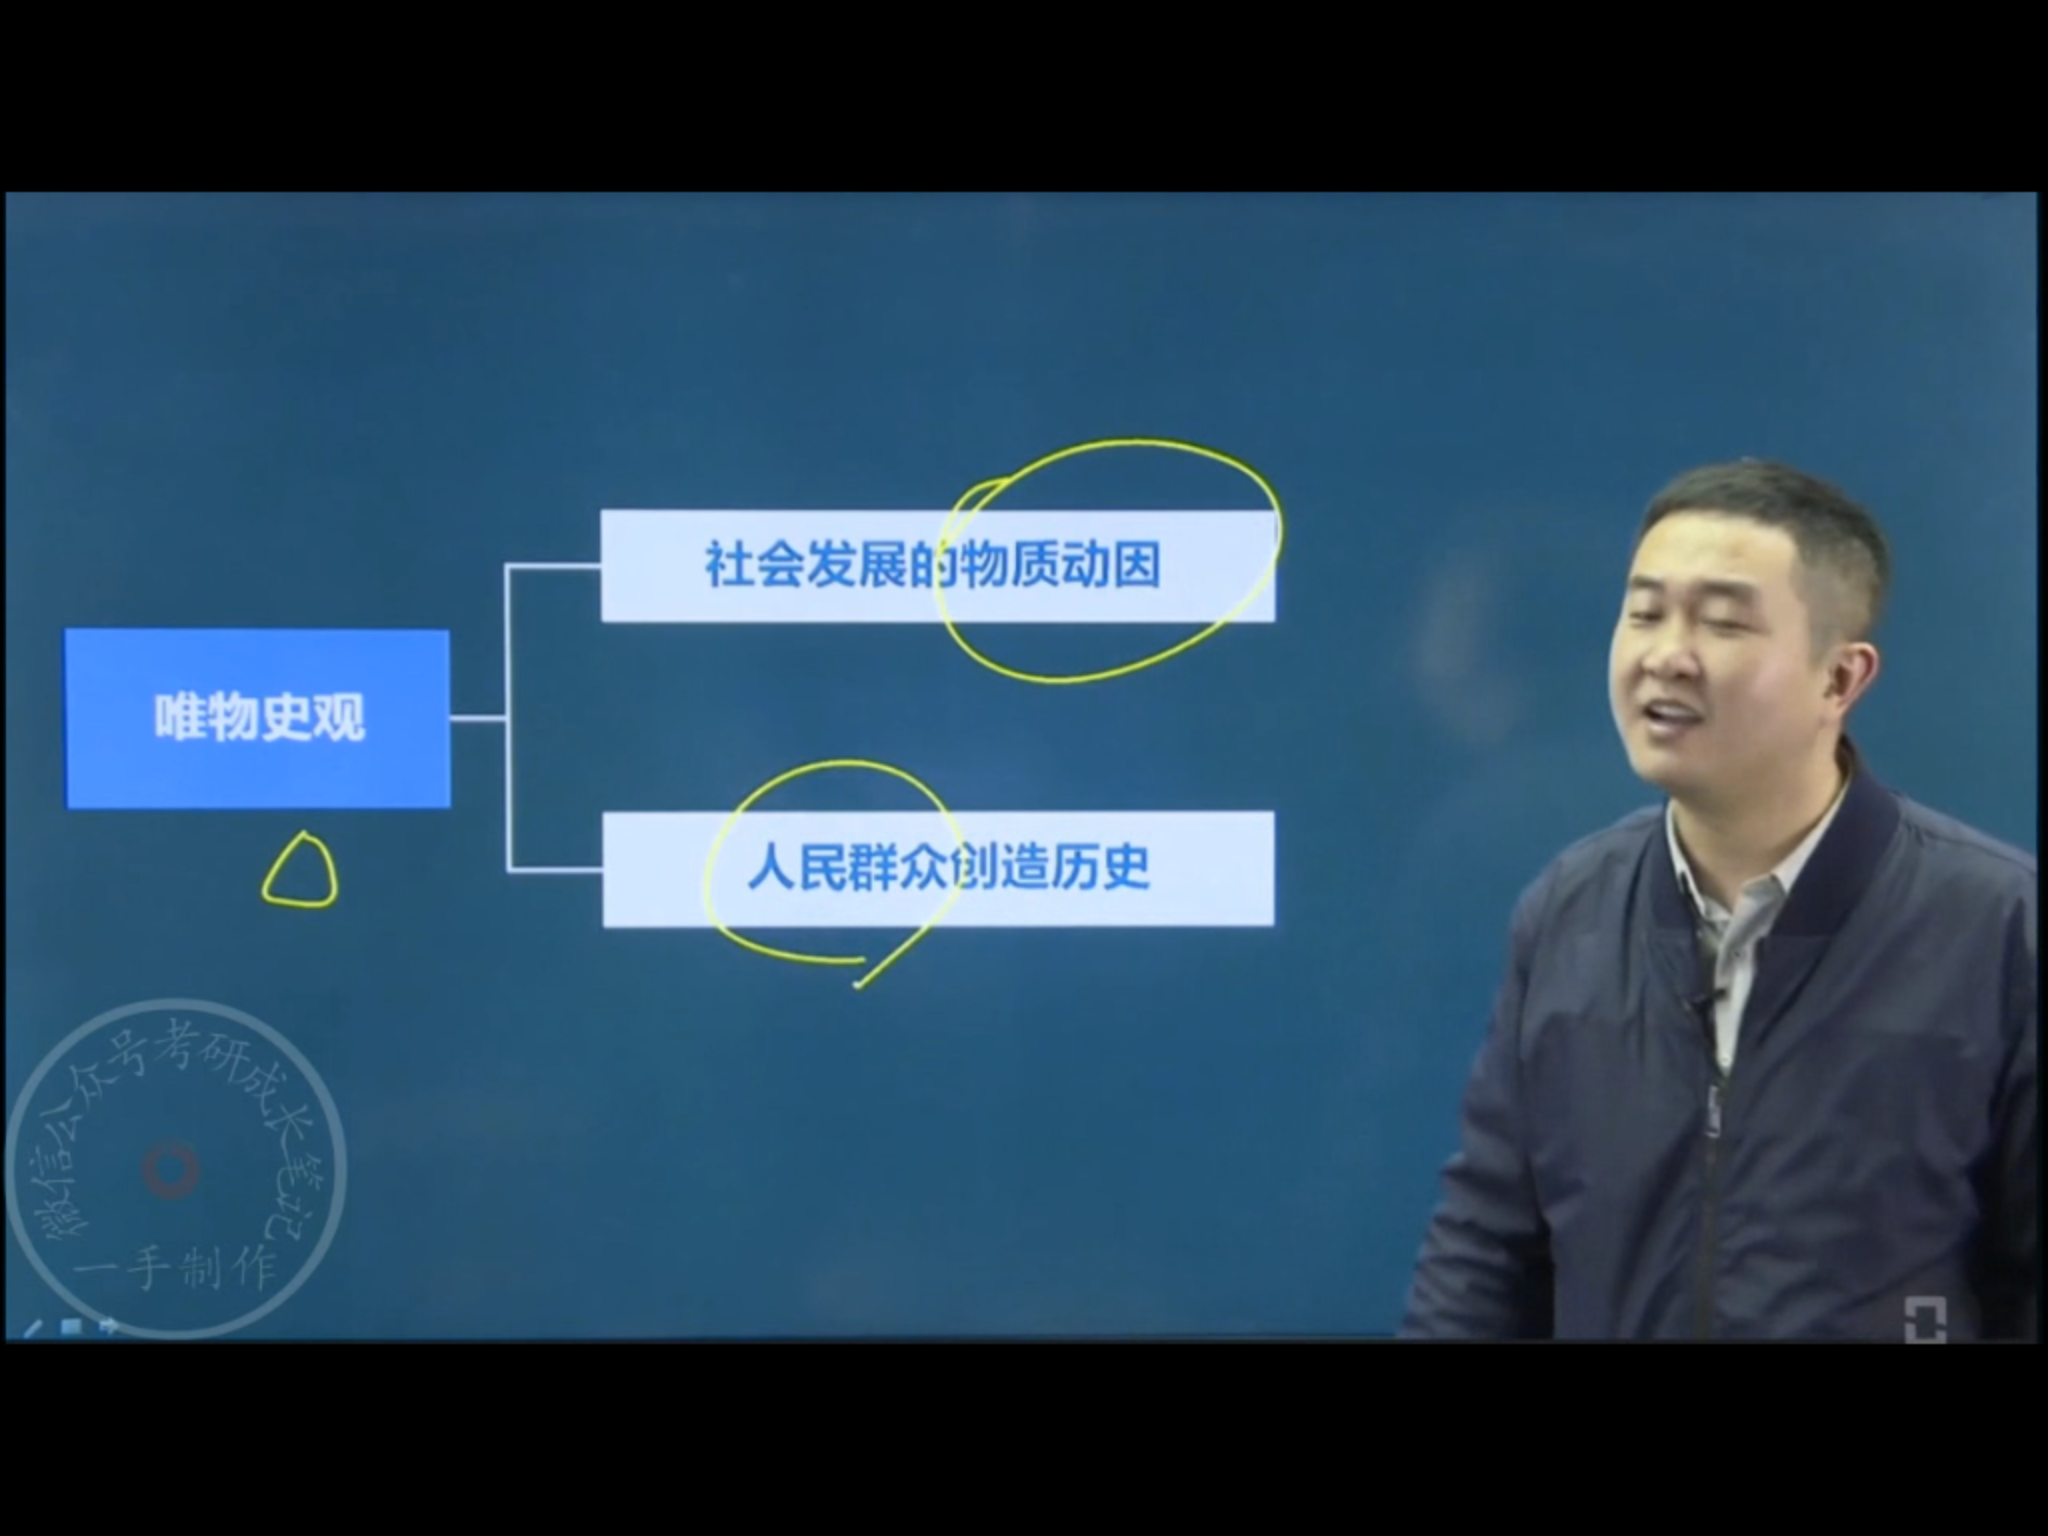 社会发展的物质动因
唯物史观
人民群众创造历史
微信公众号考研成长笔记
一手制作